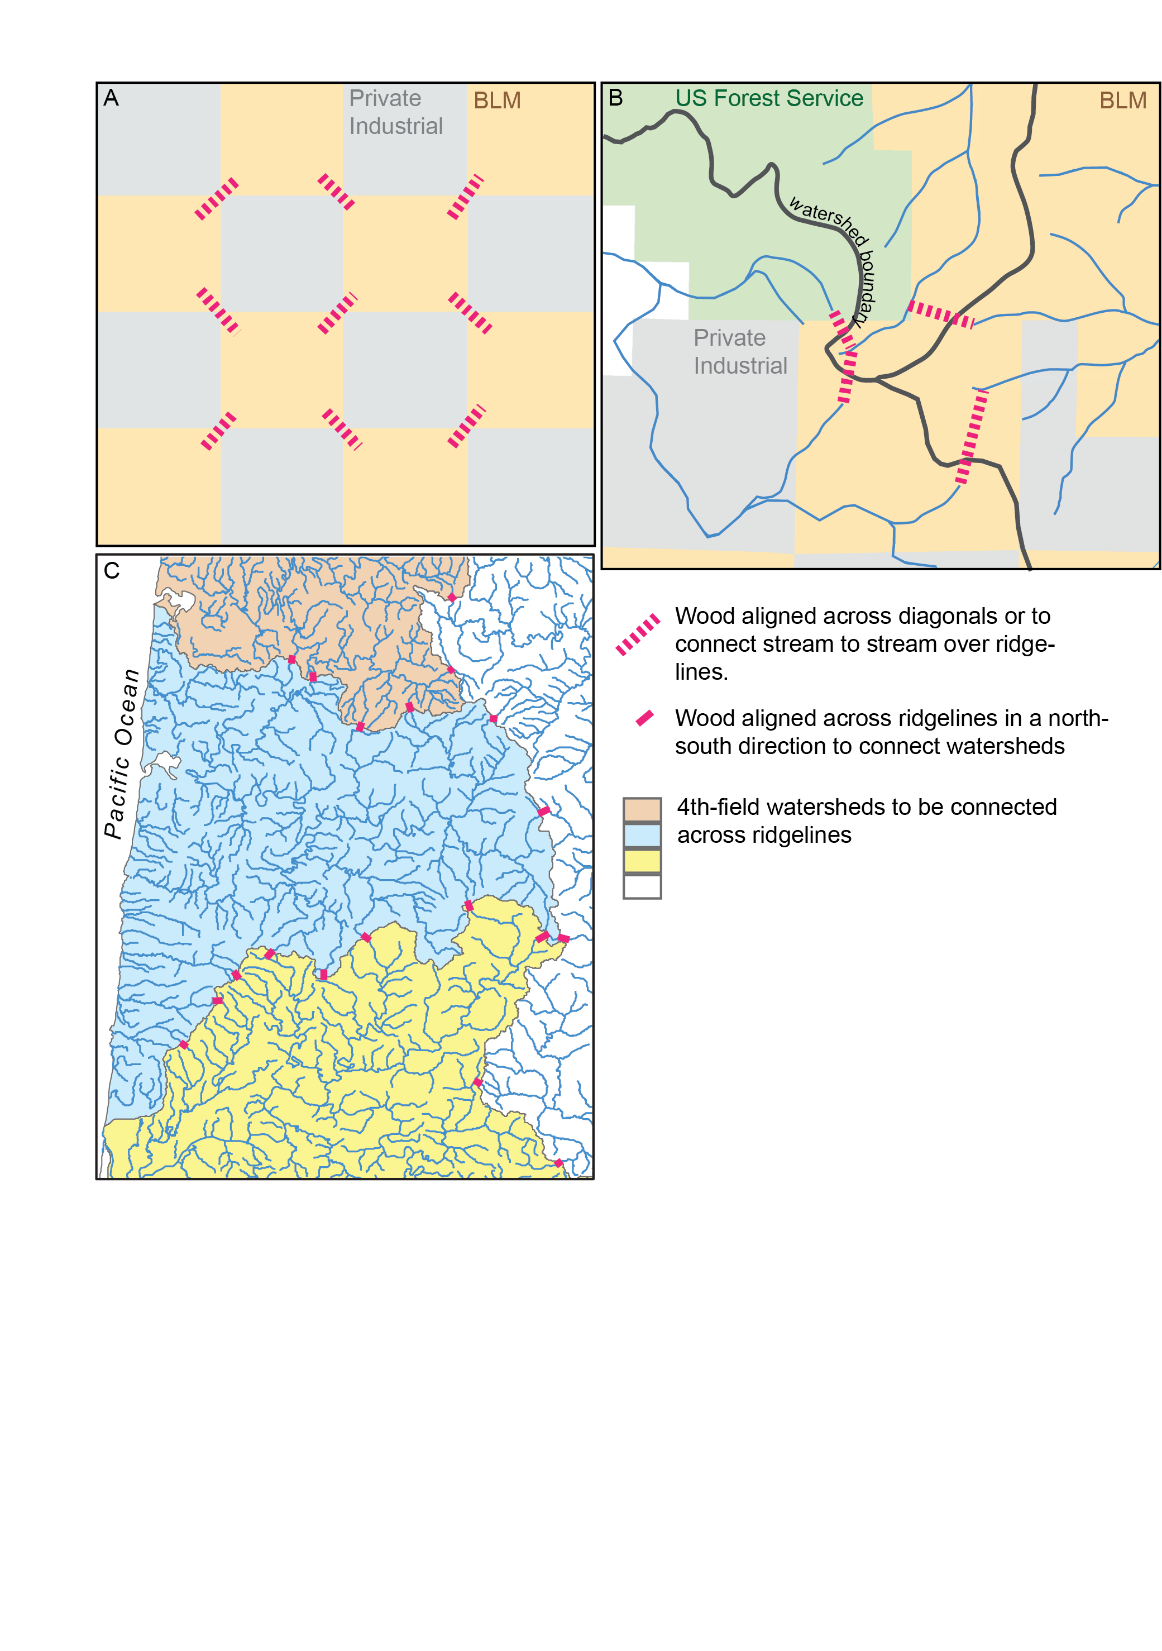 A
Private
Industrial
BLM
B
US Forest Service
BLM
watershed boundary
Private
Industrial
C
Pacific Ocean
Wood aligned across diagonals or to
connect stream to stream over ridge-
lines.
Wood aligned across ridgelines in a north-
south direction to connect watersheds
4th-field watersheds to be connected
across ridgelines